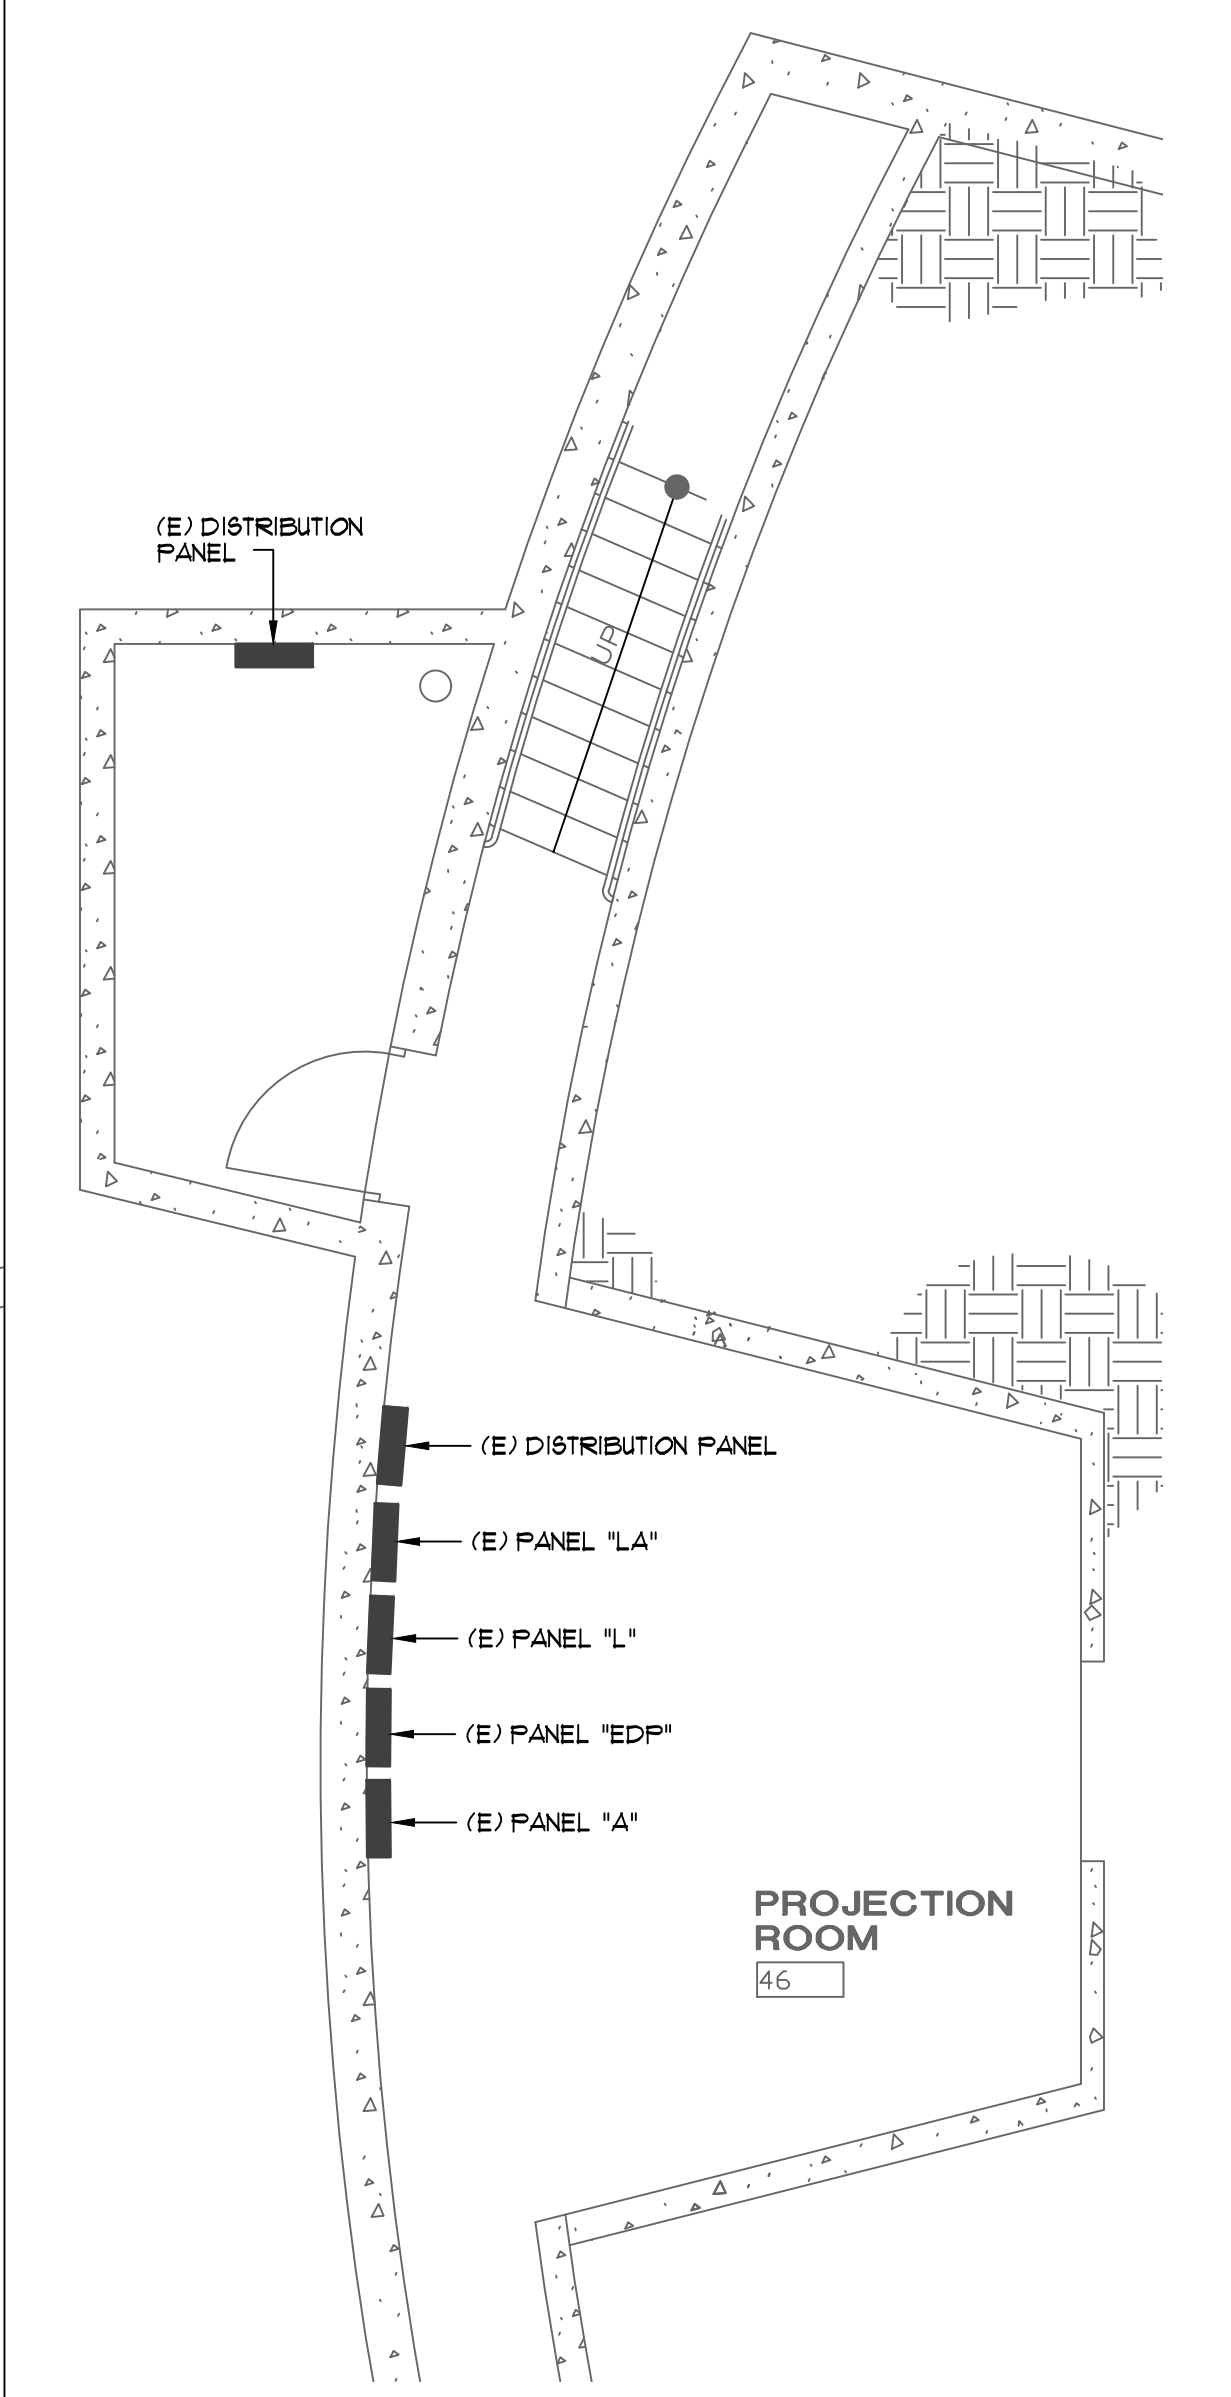 (E) DISTRIBUTION
PANEL
UP
(E) DISTRIBUTION PANEL
(E) PANEL "LA"
(E) PANEL "L"
(E) PANEL "EDP"
(E) PANEL "A"
PROJECTION
ROOM
46